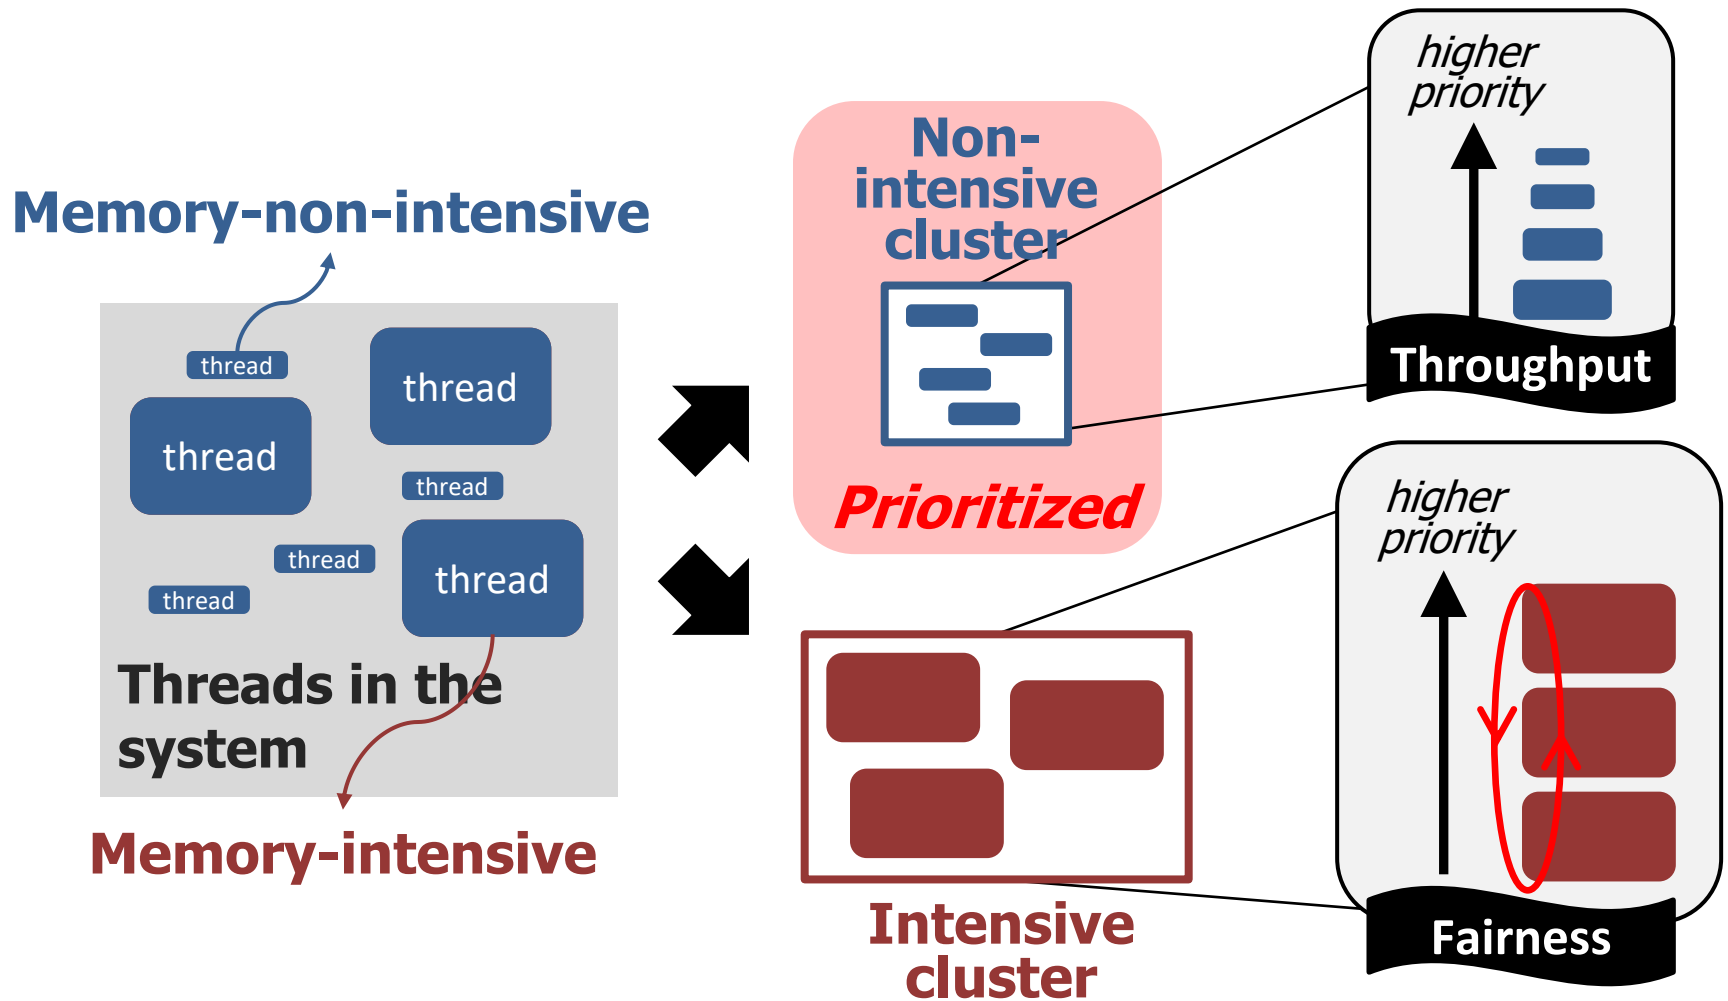 Memory-non-intensive
thread
thread
thread
thread
thread
thread
thread
Threads in the
system
Memory-intensive
Non-
intensive
cluster
Prioritized
Intensive
cluster
higher
priority
Throughput
higher
priority
Fairness